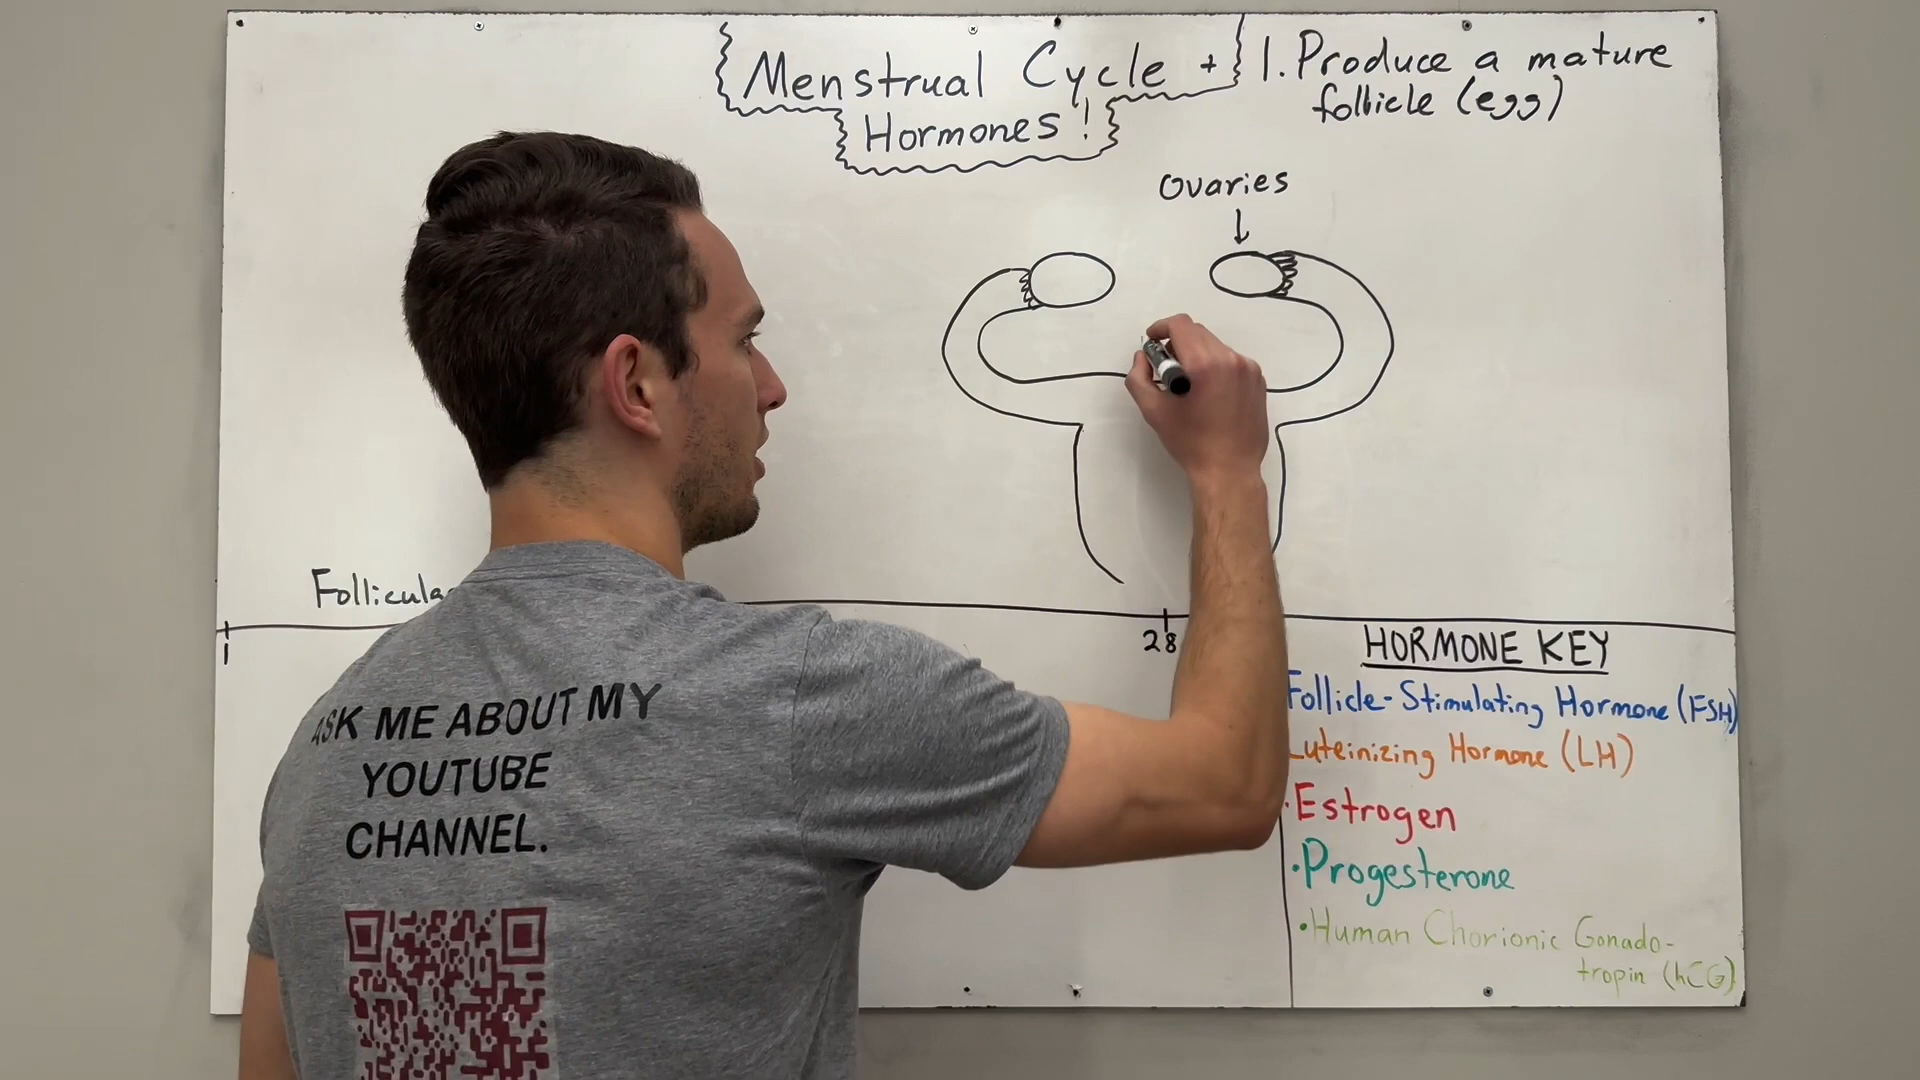 Menstrual Cycle +
Hormones!
1. Produce a mature
follicle (egg)
Ovaries
1
28
HORMONE KEY
Follicle-Stimulating Hormone (FSH)
Luteinizing Hormone (LH)
·Estrogen
·Progesterone
·Human Chorionic Gonado-
tropin (hCG)
ASK ME ABOUT MY
YOUTUBE
CHANNEL.